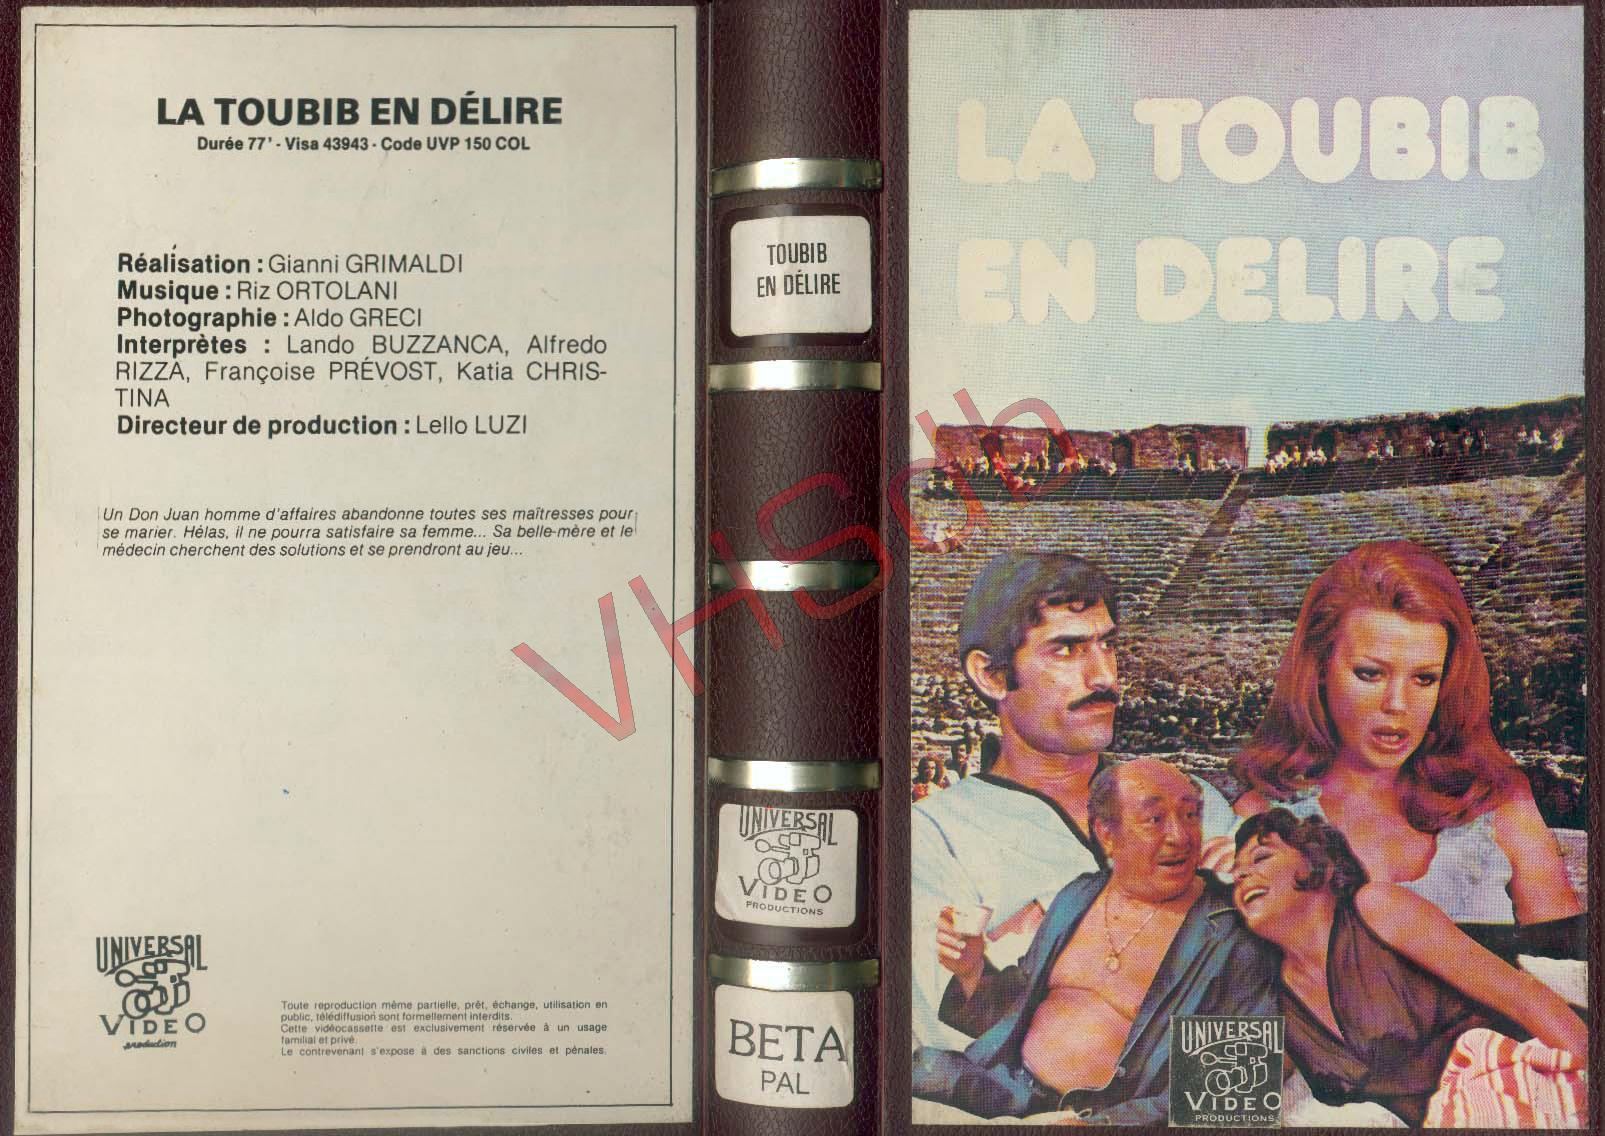 LA TOUBIB EN DÉLIRE
Durée 77' - Visa 43943 - Code UVP 150 COL
Réalisation : Gianni GRIMALDI
Musique : Riz ORTOLANI
Photographie : Aldo GRECI
Interprètes : Lando BUZZANCA, Alfredo
RIZZA, Françoise PRÉVOST, Katia CHRIS-
TINA
Directeur de production : Lello LUZI
Un Don Juan homme d'affaires abandonne toutes ses maîtresses pour
se marier. Hélas, il ne pourra satisfaire sa femme... Sa belle-mère et le
médecin cherchent des solutions et se prendront au jeu...
UNIVERSAL
VIDEO
production
Toute reproduction même partielle, prêt, échange, utilisation en
public, télédiffusion sont formellement interdits.
Cette vidéocassette est exclusivement réservée à un usage
familial et privé.
Le contrevenant s'expose à des sanctions civiles et pénales.
TOUBIB
EN DÉLIRE
UNIVERSAL
VIDEO
PRODUCTIONS
BETA
PAL
LA TOUBIB
EN DELIRE
UNIVERSAL
VIDEO
PRODUCTIONS
VHSdb